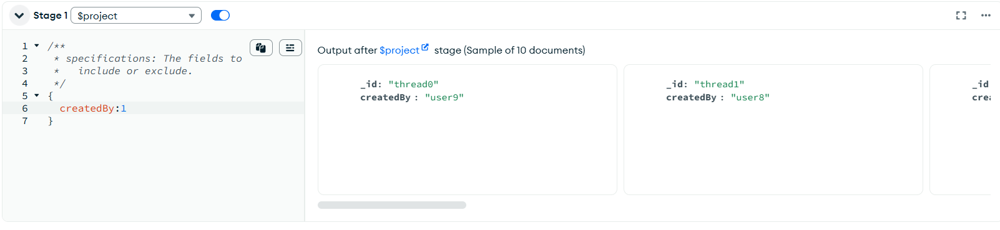 Stage 1 $project
1 /**
2 * specifications: The fields to
3 *   include or exclude.
4 */
5 {
6 createdBy:1
7 }
Output after $project stage (Sample of 10 documents)
_id: "thread0"
createdBy : "user9"
_id: "thread1"
createdBy : "user8"
_id